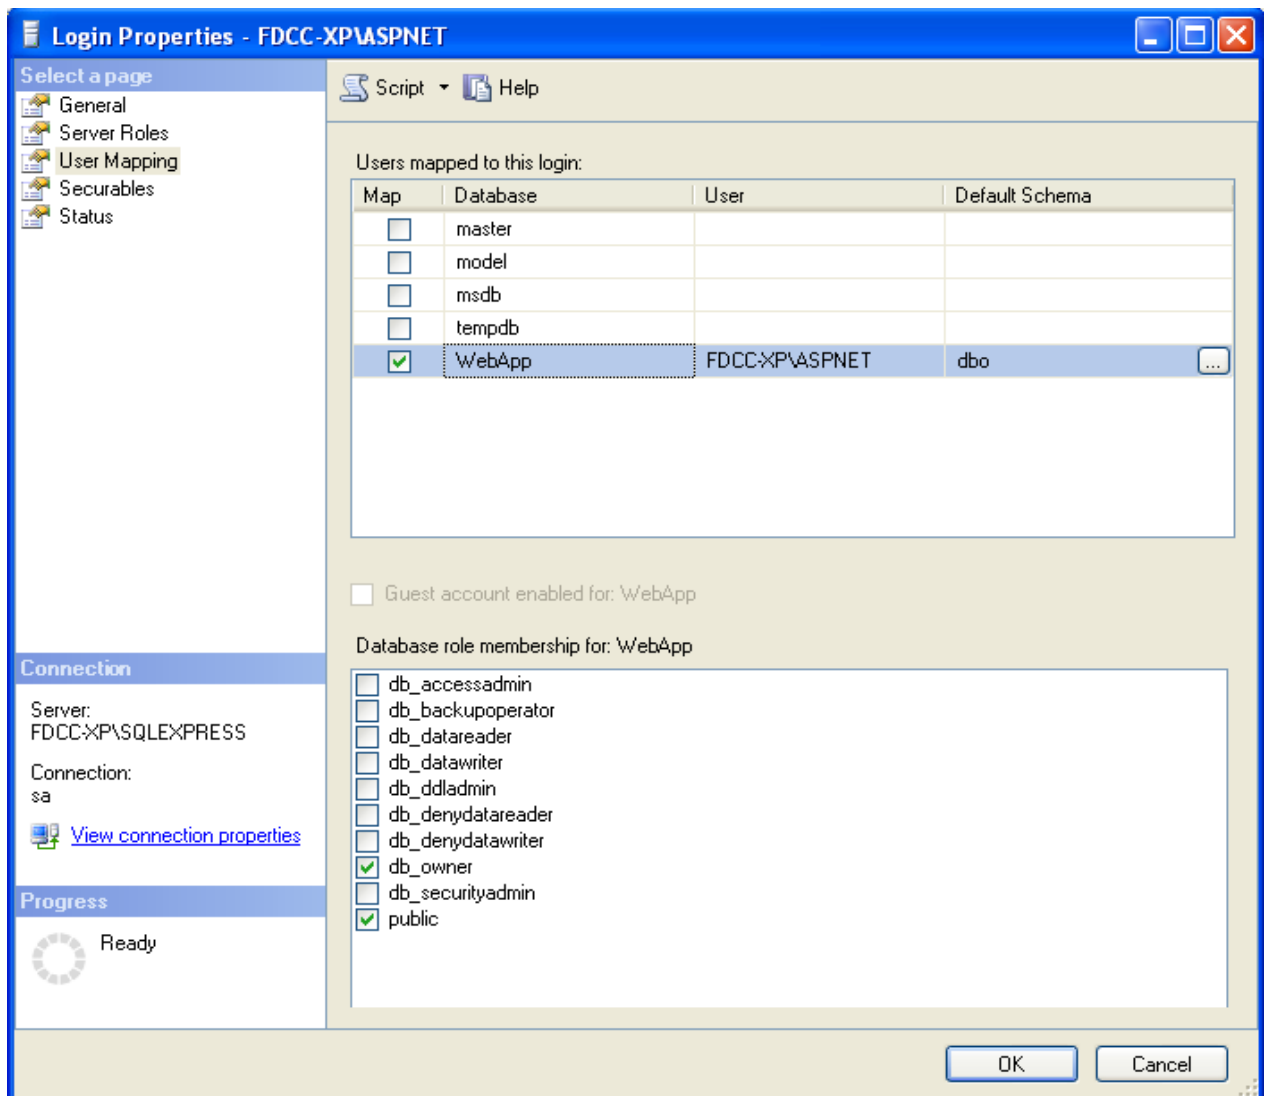 Login Properties - FDCC-XP\ASPNET
Select a page
General
Server Roles
User Mapping
Securables
Status
Script
Help
Users mapped to this login:
Map Database User Default Schema
master
model
msdb
tempdb
WebApp FDCC-XP\ASPNET dbo ...
Guest account enabled for: WebApp
Database role membership for: WebApp
db_accessadmin
db_backupoperator
db_datareader
db_datawriter
db_ddladmin
db_denydatareader
db_denydatawriter
db_owner
db_securityadmin
public
Connection
Server:
FDCC-XP\SQLEXPRESS
Connection:
sa
View connection properties
Progress
Ready
OK
Cancel